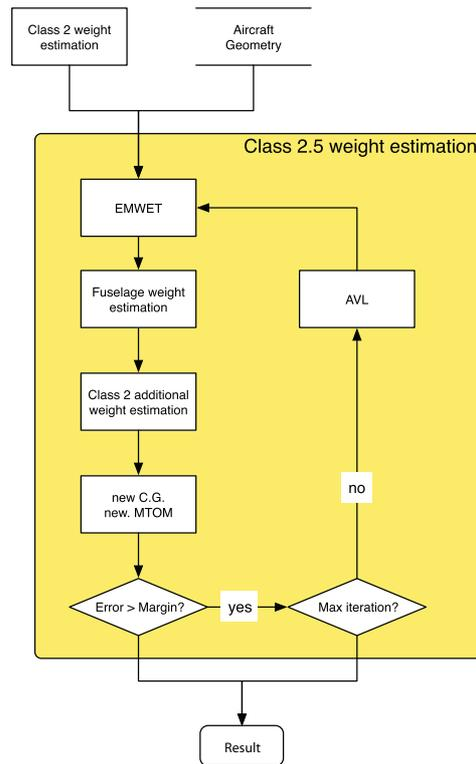 Class 2 weight
estimation
Aircraft
Geometry
Class 2.5 weight estimation
EMWET
Fuselage weight
estimation
AVL
Class 2 additional
weight estimation
new C.G.
new. MTOM
no
Error > Margin?
yes
Max iteration?
Result